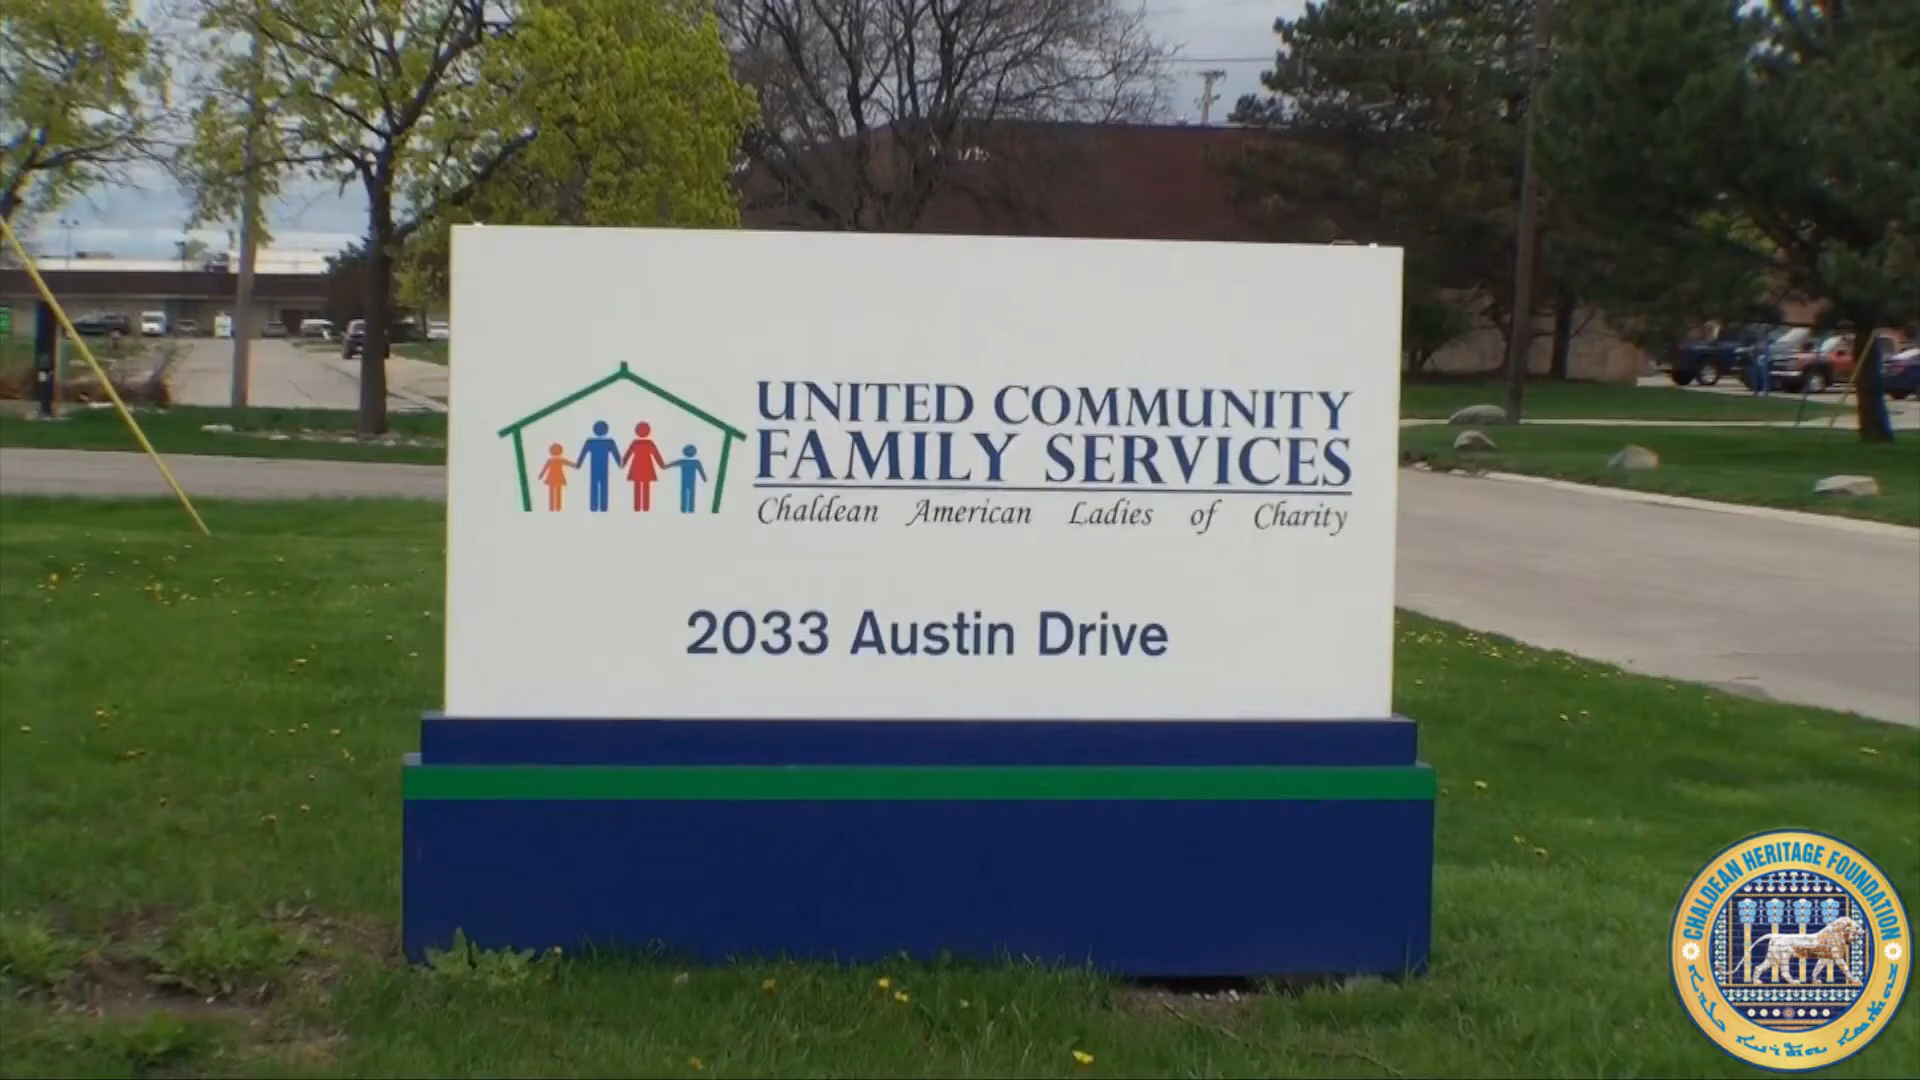 UNITED COMMUNITY
FAMILY SERVICES
Chaldean American Ladies of Charity
2033 Austin Drive
CHALDEAN HERITAGE FOUNDATION